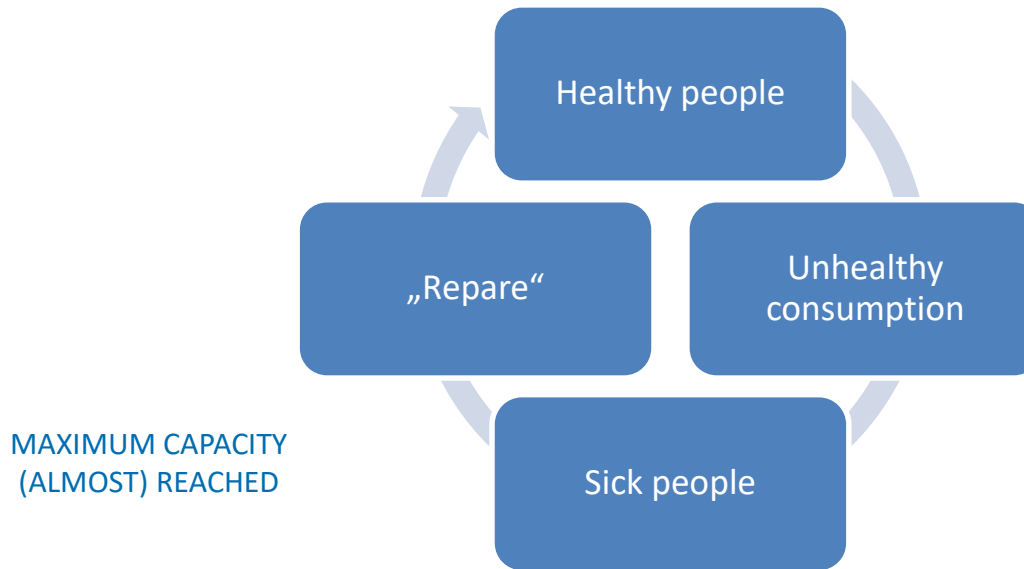 Healthy people
Unhealthy
consumption
Sick people
„Repare“
MAXIMUM CAPACITY
(ALMOST) REACHED